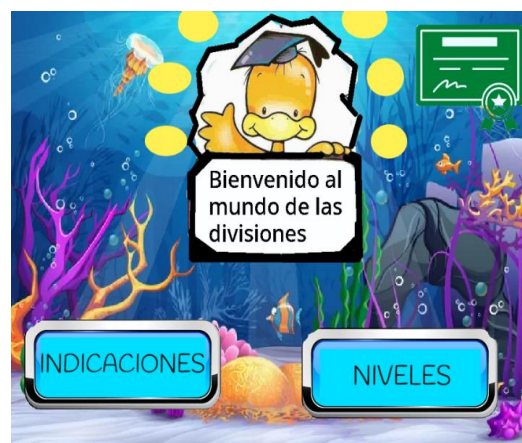 Bienvenido al
mundo de las
divisiones
INDICACIONES
NIVELES